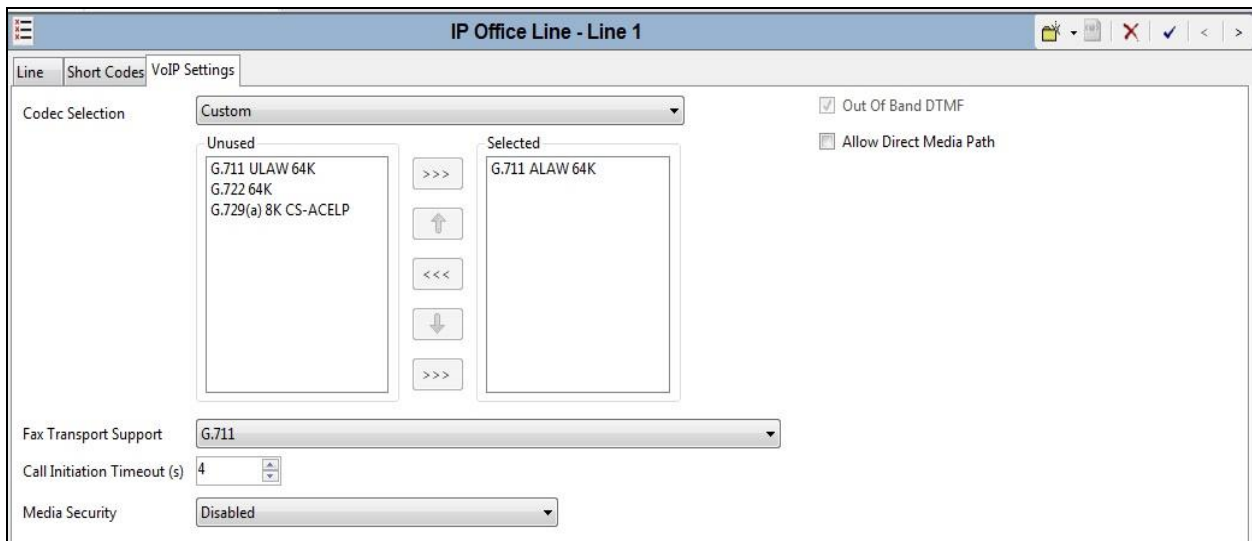 IP Office Line - Line 1
Line Short Codes VoIP Settings
Codec Selection Custom
Out Of Band DTMF
Allow Direct Media Path
Unused
G.711 ULAW 64K
G.722 64K
G.729(a) 8K CS-ACELP
>>>
<<<
>>>
Selected
G.711 ALAW 64K
Fax Transport Support G.711
Call Initiation Timeout (s) 4
Media Security Disabled